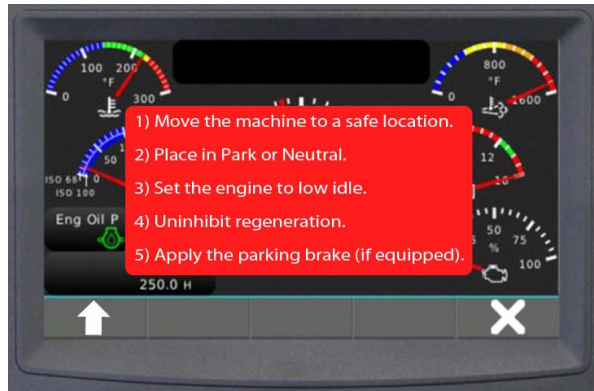 100 200
°F
0 300
800
°F
0 1600
1) Move the machine to a safe location.
2) Place in Park or Neutral.
3) Set the engine to low idle.
4) Uninhibit regeneration.
5) Apply the parking brake (if equipped).
50
ISO 68 0
ISO 100
12
16
Eng Oil P
50
75
%
100
250.0 H